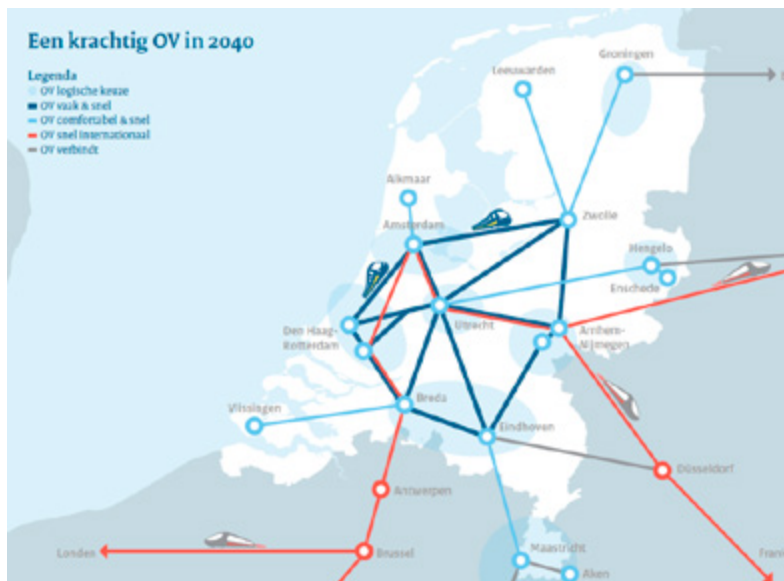 Een krachtig OV in 2040
Legenda
OV logische keuze
OV vaak & snel
OV comfortabel & snel
OV snel internationaal
OV verbindt
Groningen
Leeuwarden
Alkmaar
Amsterdam
Zwolle
Hengelo
Enschede
Den Haag-
Rotterdam
Utrecht
Arnhem-
Nijmegen
Breda
Vlissingen
Eindhoven
Düsseldorf
Antwerpen
Londen
Brussel
Maastricht
Aken